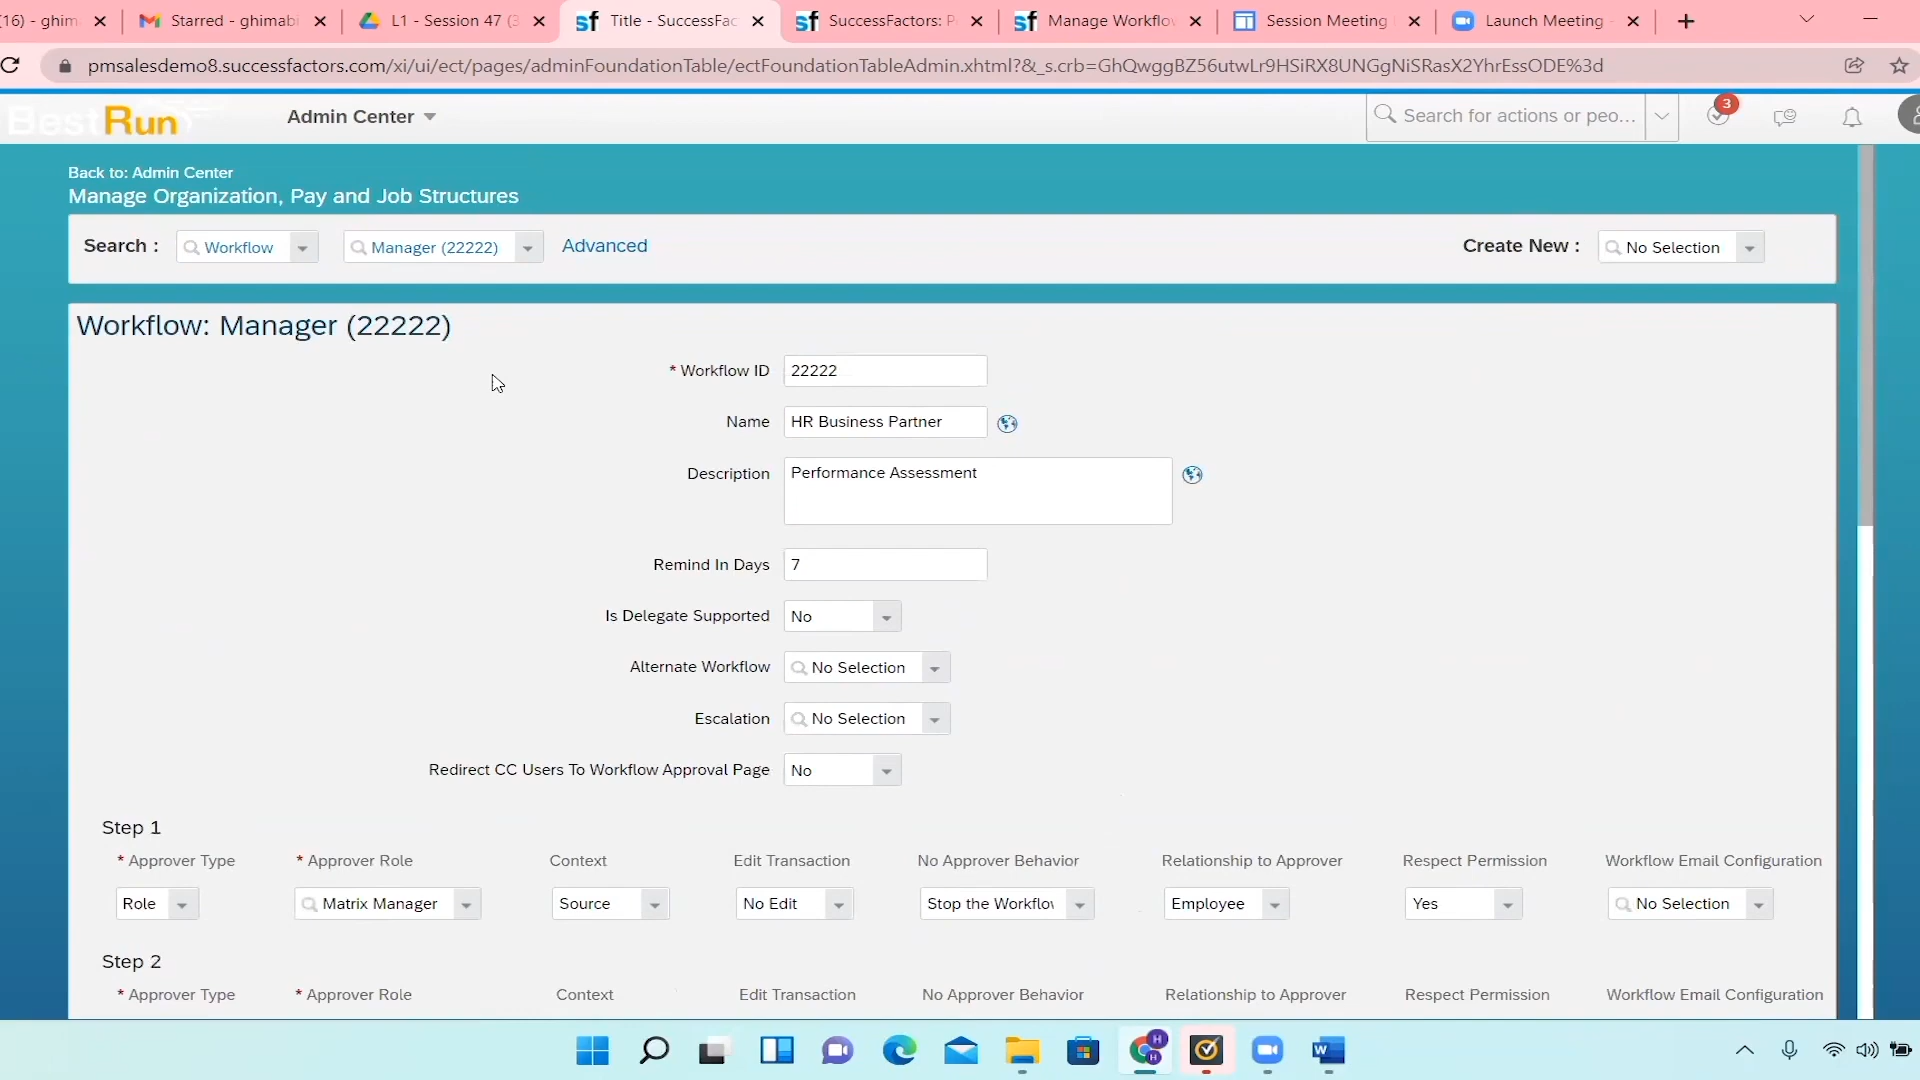 (16) - ghim
Starred - ghimabi
L1 - Session 47 (3
Title - SuccessFac
SuccessFactors: P
Manage Workflo
Session Meeting
Launch Meeting -
pmsalesdemo8.successfactors.com/xi/ui/ect/pages/adminFoundationTable/ectFoundationTableAdmin.xhtml?&_s.crb=GhQwggBZ56utwLr9HSiRX8UNGgNiSRasX2YhrEssODE%3d
BestRun
Admin Center
Search for actions or peo...
3
Back to: Admin Center
Manage Organization, Pay and Job Structures
Search : Workflow Manager (22222) Advanced
Create New : No Selection
Workflow: Manager (22222)
* Workflow ID 22222
Name HR Business Partner
Description Performance Assessment
Remind In Days 7
Is Delegate Supported No
Alternate Workflow No Selection
Escalation No Selection
Redirect CC Users To Workflow Approval Page No
Step 1
* Approver Type * Approver Role Context Edit Transaction No Approver Behavior Relationship to Approver Respect Permission Workflow Email Configuration
Role Matrix Manager Source No Edit Stop the Workflow Employee Yes No Selection
Step 2
* Approver Type * Approver Role Context Edit Transaction No Approver Behavior Relationship to Approver Respect Permission Workflow Email Configuration